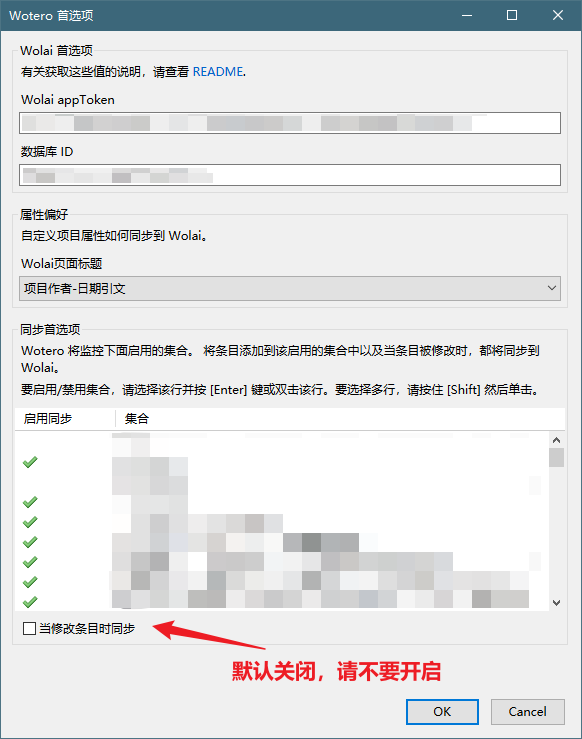 Wotero 首选项
Wolai 首选项
有关获取这些值的说明，请查看 README.
Wolai appToken
数据库 ID
属性偏好
自定义项目属性如何同步到 Wolai。
Wolai页面标题
项目作者-日期引文
同步首选项
Wotero 将监控下面启用的集合。 将条目添加到该启用的集合中以及当条目被修改时，都将同步到
Wolai。
要启用/禁用集合，请选择该行并按 [Enter] 键或双击该行。要选择多行，请按住 [Shift] 然后单击。
启用同步 集合
当修改条目时同步
默认关闭，请不要开启
OK Cancel